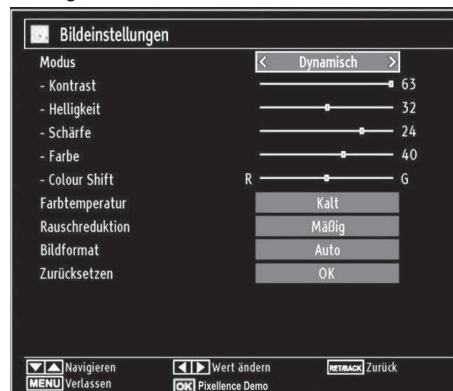 Bildeinstellungen
Modus < Dynamisch >
- Kontrast 63
- Helligkeit 32
- Schärfe 24
- Farbe 40
- Colour Shift R G
Farbtemperatur Kalt
Rauschreduktion Mäßig
Bildformat Auto
Zurücksetzen OK
Navigieren Wert ändern RET/BACK Zurück
MENU Verlassen OK Pixellence Demo